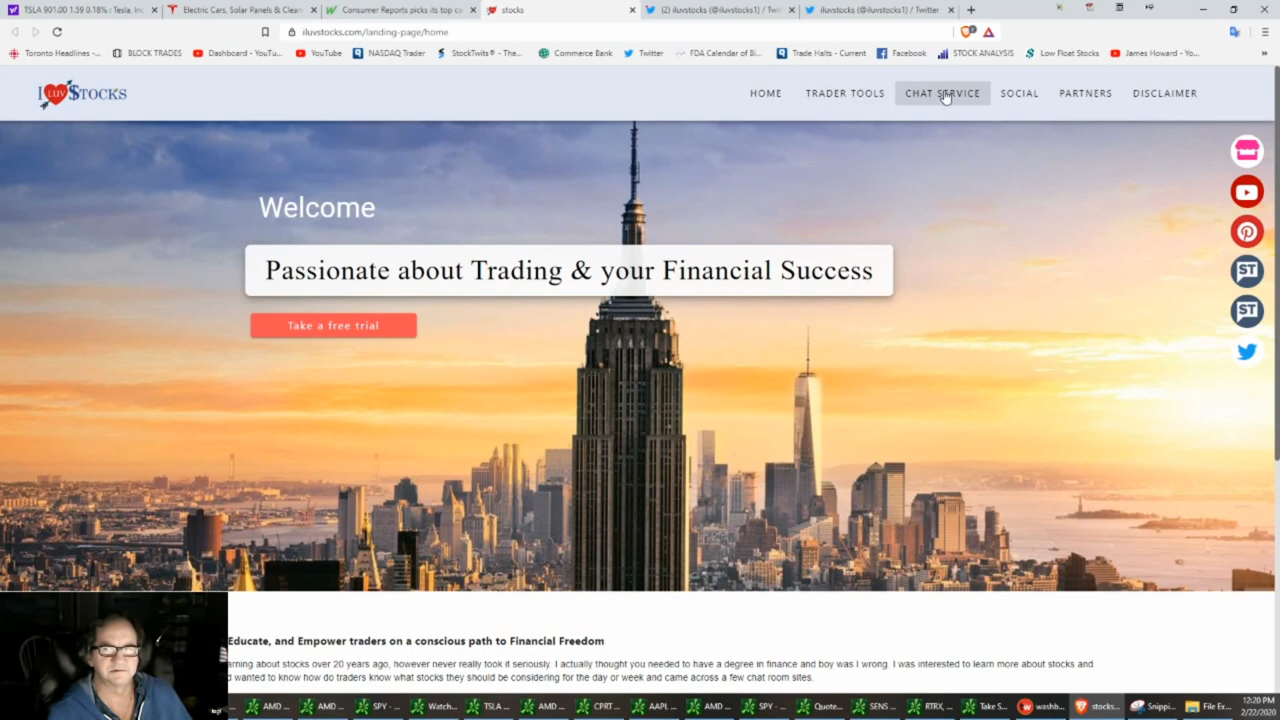 TSLA 901.00 1.59 0.18% : Tesla, Inc
Electric Cars, Solar Panels & Clean
Consumer Reports picks its top ca
stocks
(2) iluvstocks (@iluvstocks1) / Twit
iluvstocks (@iluvstocks1) / Twitter
iluvstocks.com/landing-page/home
Toronto Headlines -...
BLOCK TRADES
Dashboard - YouTu...
YouTube
NASDAQ Trader
StockTwits® - The...
Commerce Bank
Twitter
FDA Calendar of Bi...
Trade Halts - Current
Facebook
STOCK ANALYSIS
Low Float Stocks
James Howard - Yo...
I LUV $TOCKS
HOME
TRADER TOOLS
CHAT SERVICE
SOCIAL
PARTNERS
DISCLAIMER
Welcome
Passionate about Trading & your Financial Success
Take a free trial
ST
ST
Educate, and Empower traders on a conscious path to Financial Freedom
arning about stocks over 20 years ago, however never really took it seriously. I actually thought you needed to have a degree in finance and boy was I wrong. I was interested to learn more about stocks and
d wanted to know how do traders know what stocks they should be considering for the day or week and came across a few chat room sites.
logi
AMD ...
AMD ...
SPY - ...
Watch...
TSLA ...
AMD ...
CPRT ...
AAPL ...
AMD ...
SPY - ...
Quote...
SENS ...
RTRX, ...
Take S...
washb...
stocks...
Snippi...
File Ex...
12:20 PM
2/22/2020